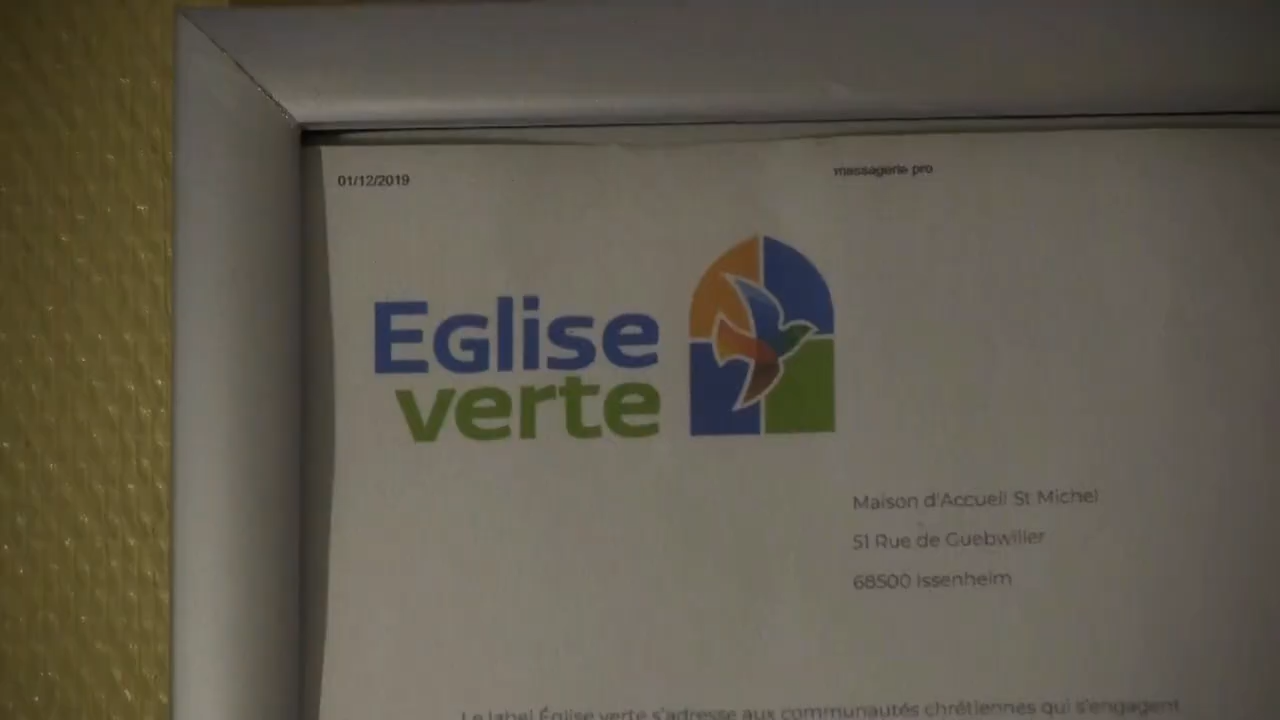 01/12/2019
messagerie pro
Eglise
verte
Maison d'Accueil St Michel
51 Rue de Guebwiller
68500 Issenheim
Le label Église verte s'adresse aux communautés chrétiennes qui s'engagent